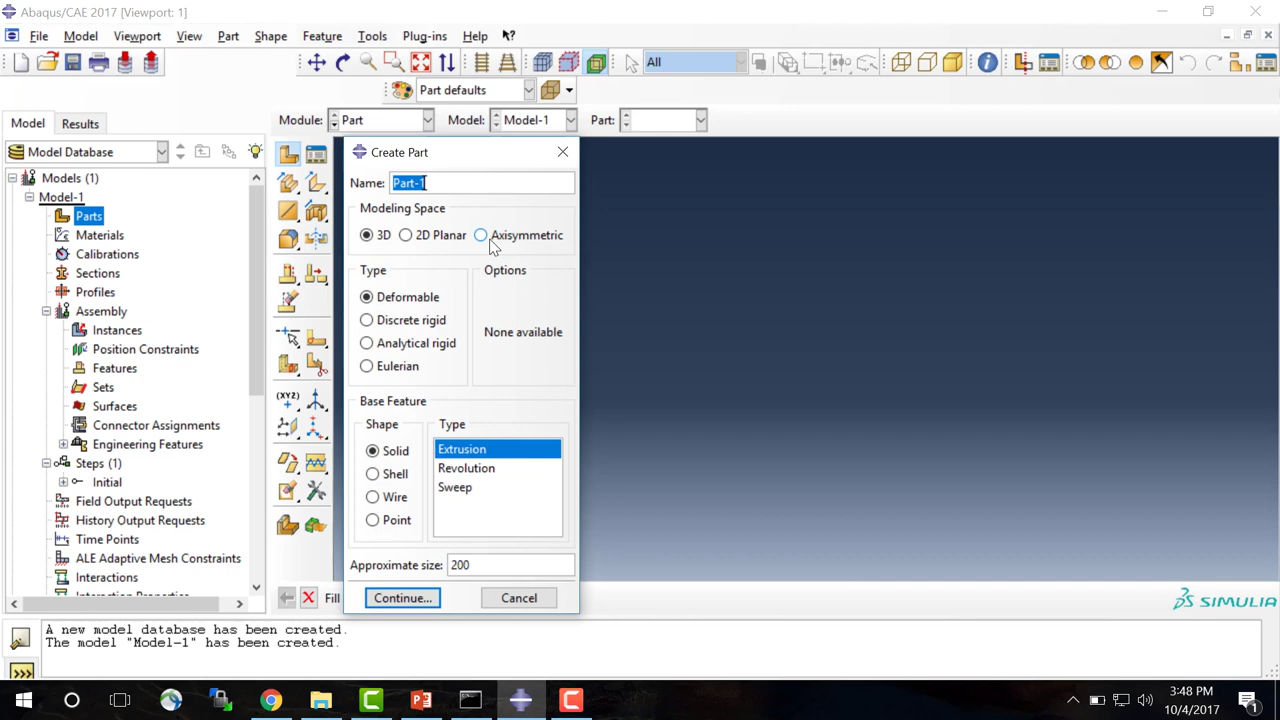 Abaqus/CAE 2017 [Viewport: 1]
File Model Viewport View Part Shape Feature Tools Plug-ins Help
All
Part defaults
Model Results
Module: Part Model: Model-1 Part:
Model Database
Models (1)
Model-1
Parts
Materials
Calibrations
Sections
Profiles
Assembly
Instances
Position Constraints
Features
Sets
Surfaces
Connector Assignments
Engineering Features
Steps (1)
Initial
Field Output Requests
History Output Requests
Time Points
ALE Adaptive Mesh Constraints
Interactions
Interaction Properties
(XYZ)
Create Part
Name: Part-1
Modeling Space
3D 2D Planar Axisymmetric
Type Options
Deformable
Discrete rigid
Analytical rigid
Eulerian
None available
Base Feature
Shape Type
Solid
Shell
Wire
Point
Extrusion
Revolution
Sweep
Approximate size: 200
Continue... Cancel
Fill
SIMULIA
A new model database has been created.
The model "Model-1" has been created.
>>>
5:48 PM
10/4/2017
1